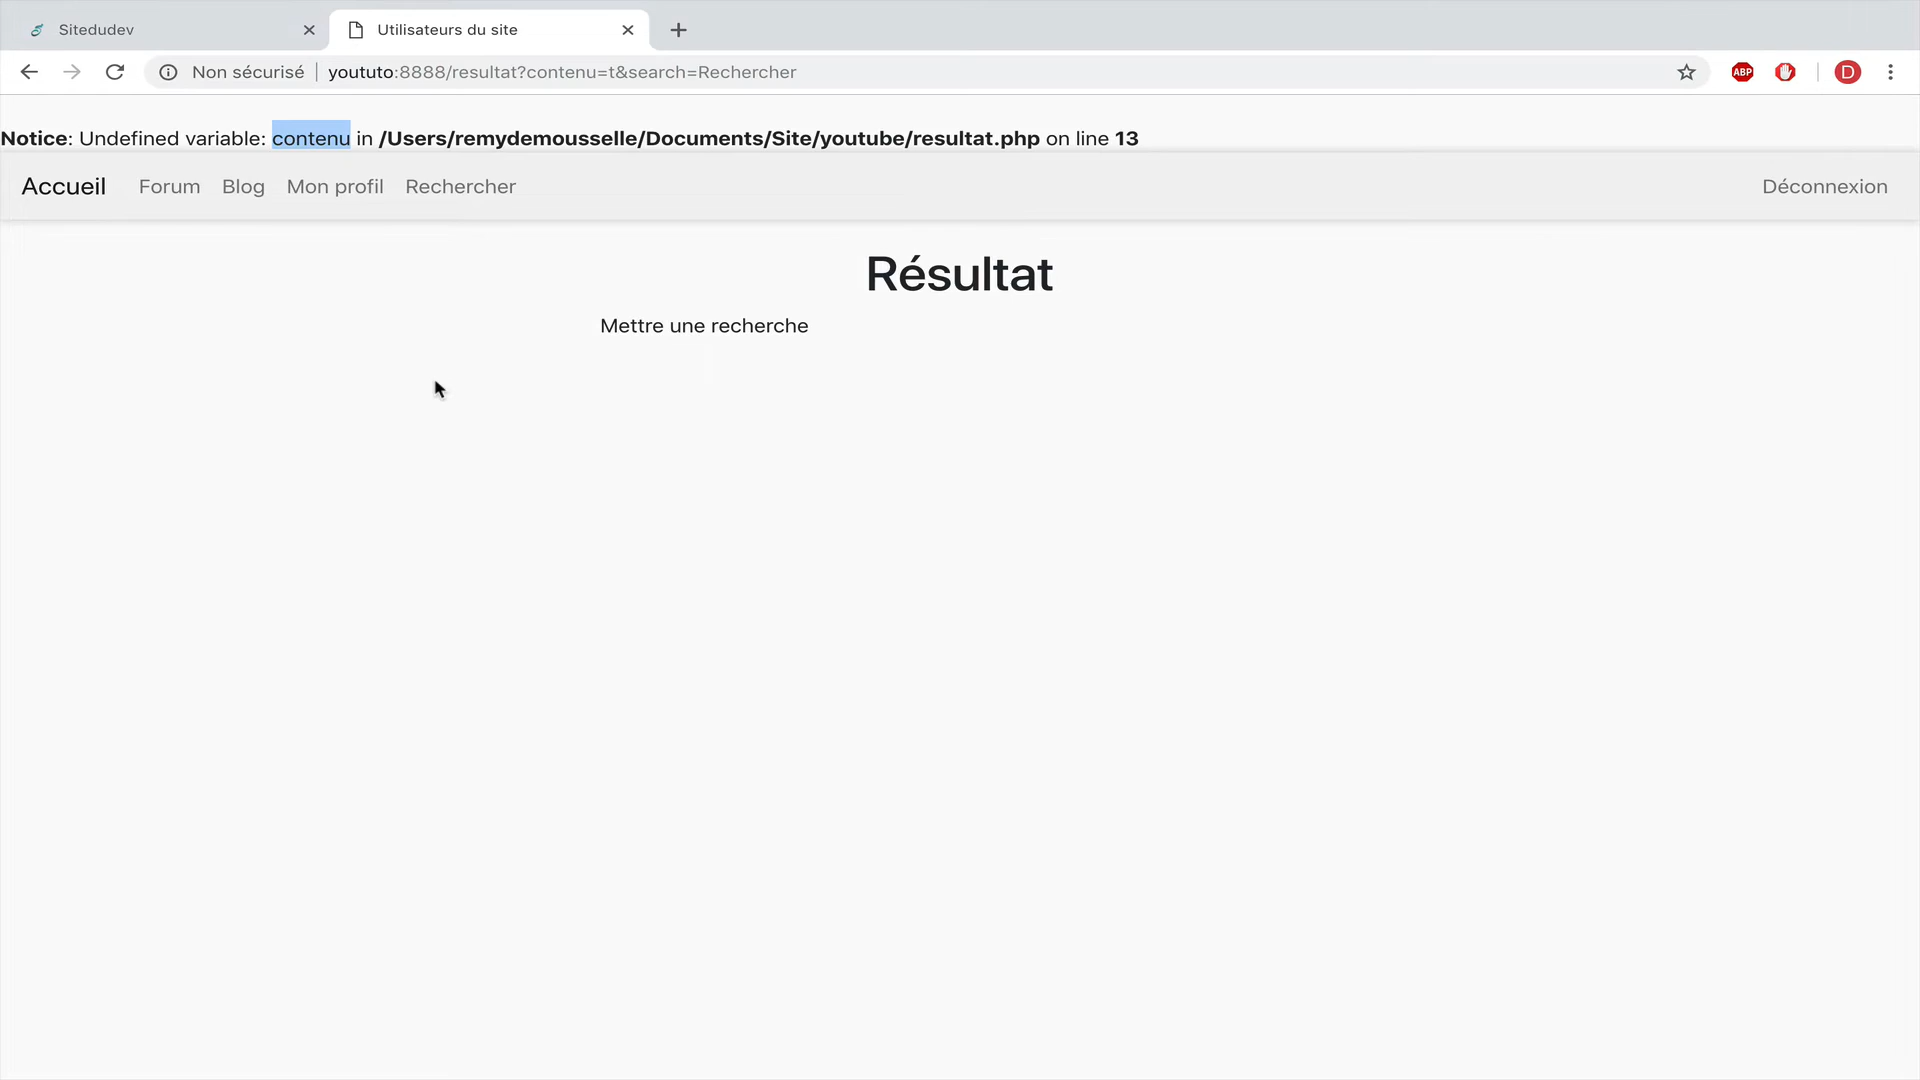 Sitedudev
Utilisateurs du site
Non sécurisé | yoututo:8888/resultat?contenu=t&search=Rechercher
ABP
D
Notice: Undefined variable: contenu in /Users/remydemousselle/Documents/Site/youtube/resultat.php on line 13
Accueil Forum Blog Mon profil Rechercher Déconnexion
Résultat
Mettre une recherche